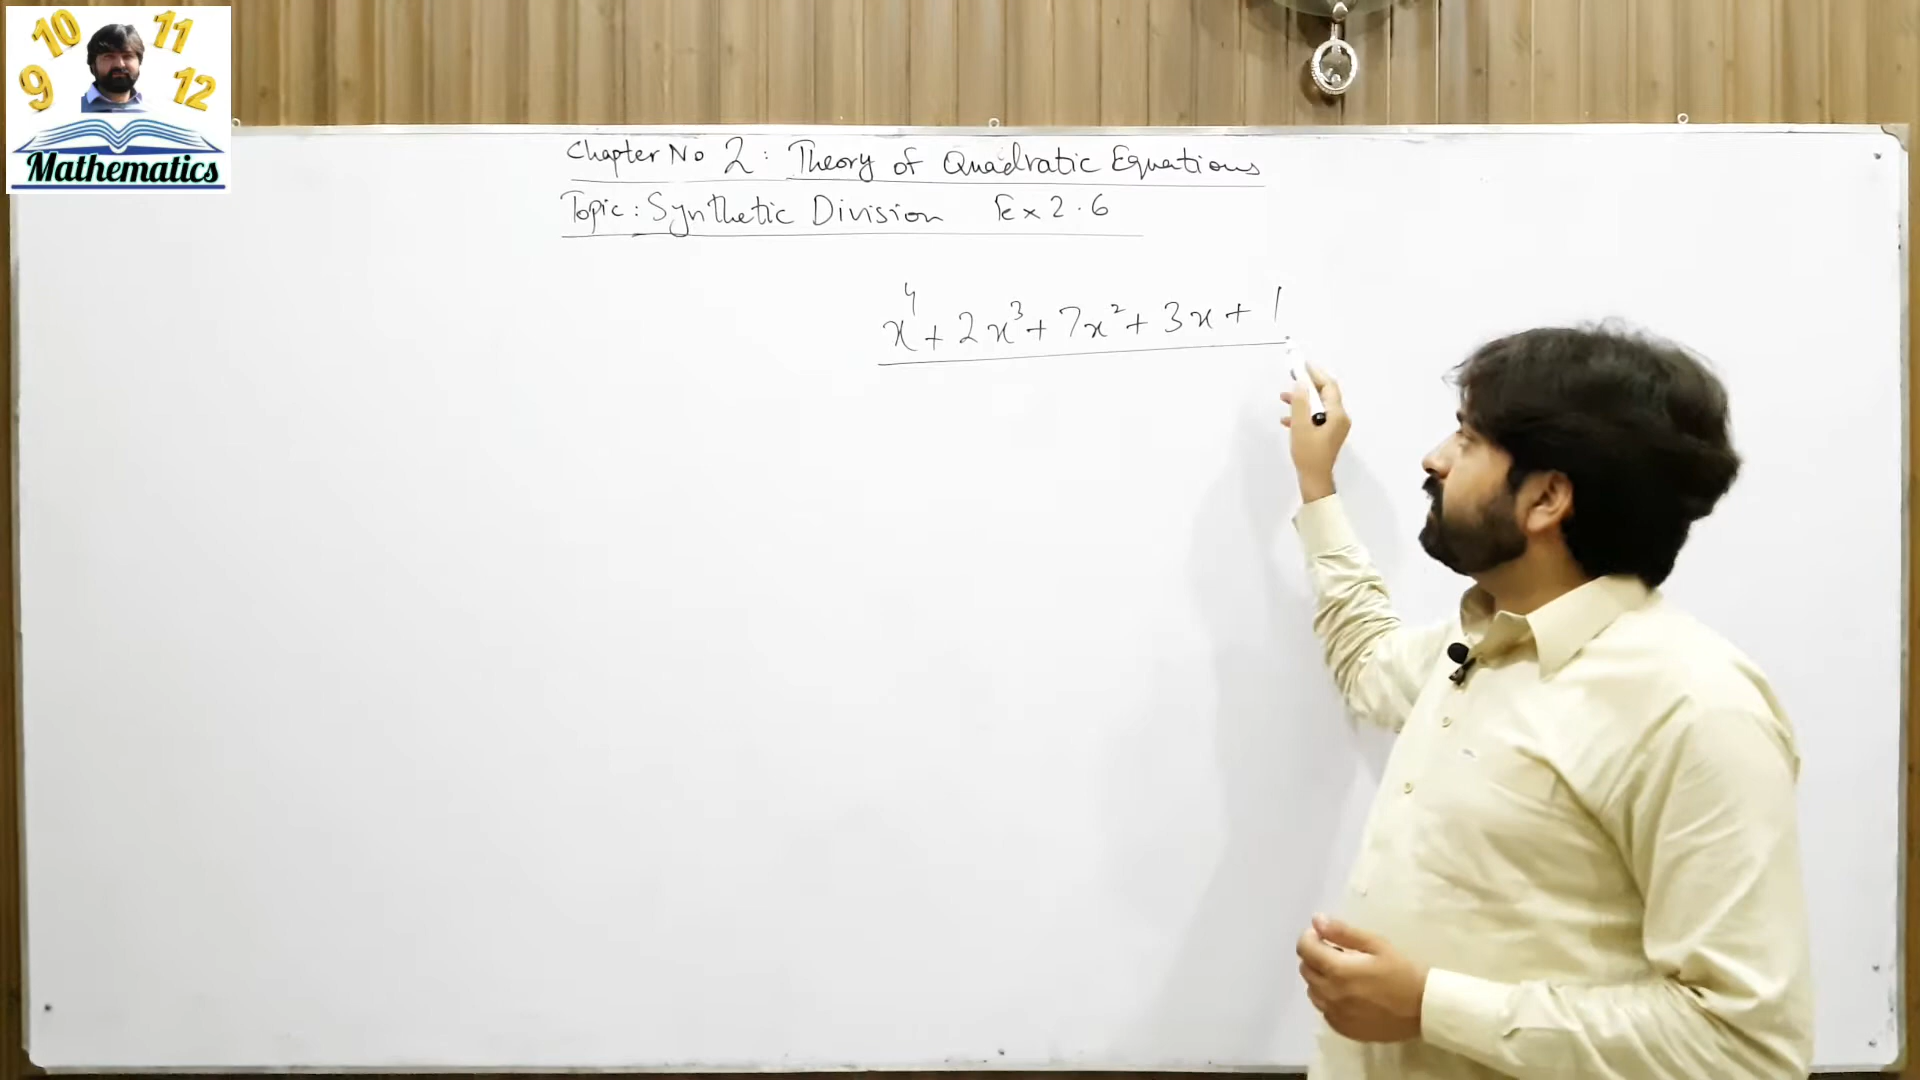 10 11
9 12
Mathematics
Chapter No 2: Theory of Quadratic Equations
Topic: Synthetic Division Ex 2.6
x⁴ + 2x³ + 7x² + 3x + 1